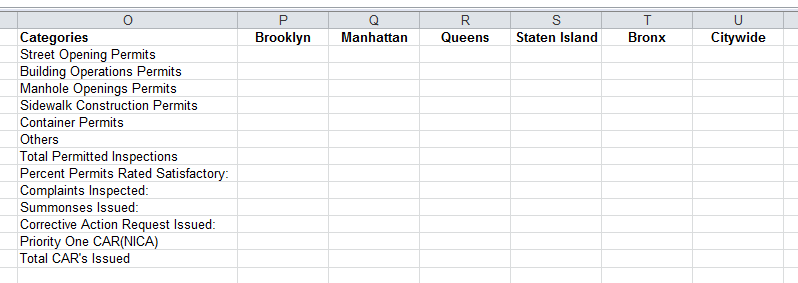 O P Q R S T U
Categories Brooklyn Manhattan Queens Staten Island Bronx Citywide
Street Opening Permits
Building Operations Permits
Manhole Openings Permits
Sidewalk Construction Permits
Container Permits
Others
Total Permitted Inspections
Percent Permits Rated Satisfactory:
Complaints Inspected:
Summonses Issued:
Corrective Action Request Issued:
Priority One CAR(NICA)
Total CAR's Issued